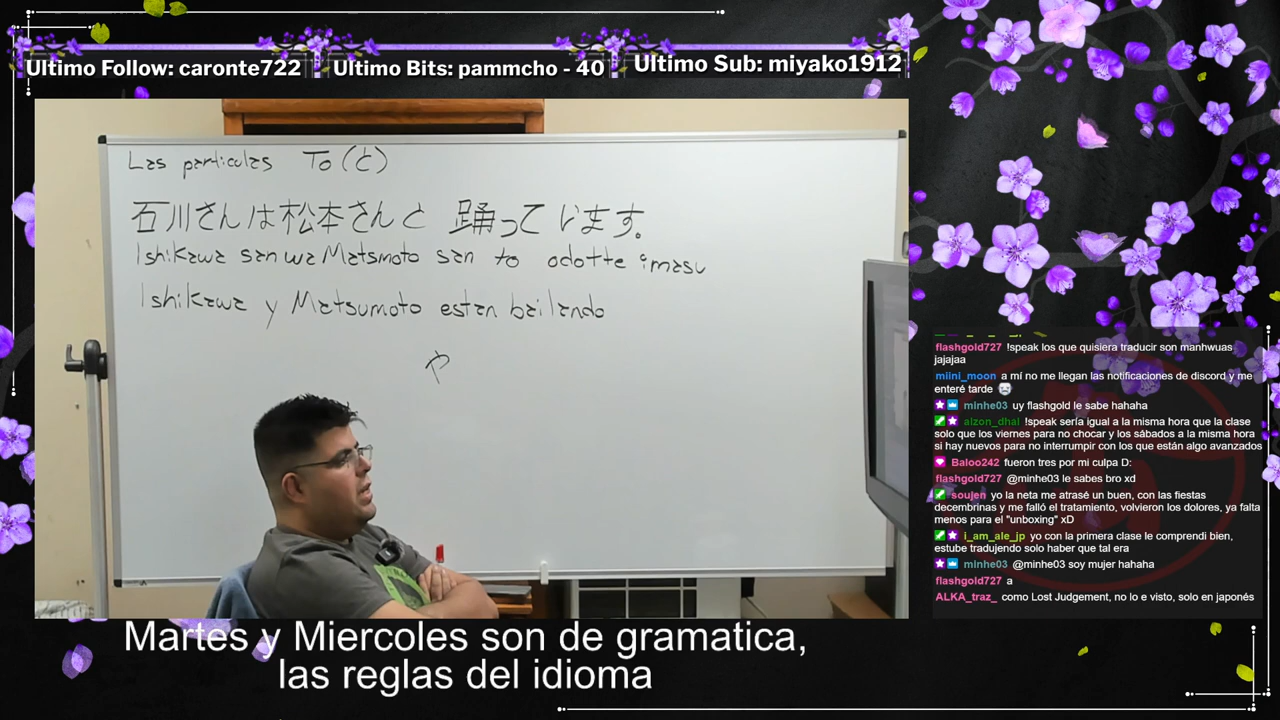 Ultimo Follow: caronte722
Ultimo Bits: pammcho - 40
Ultimo Sub: miyako1912
Las particulas To (と)
石川さんは松本さんと 踊っています。
Ishikawa san wa Matsmoto san to odotte imasu
Ishikawa y Matsumoto estan bailando
や
flashgold727 !speak los que quisiera traducir son manhwuas
jajajaa
miini_moon a mí no me llegan las notificaciones de discord y me
enteré tarde
minhe03 uy flashgold le sabe hahaha
aizon_dhal !speak sería igual a la misma hora que la clase
solo que los viernes para no chocar y los sábados a la misma hora
si hay nuevos para no interrumpir con los que están algo avanzados
Baloo242 fueron tres por mi culpa D:
flashgold727 @minhe03 le sabes bro xd
soujen yo la neta me atrasé un buen, con las fiestas
decembrinas y me falló el tratamiento, volvieron los dolores, ya falta
menos para el "unboxing" xD
i_am_ale_jp yo con la primera clase le comprendi bien,
estube tradujendo solo haber que tal era
minhe03 @minhe03 soy mujer hahaha
flashgold727 a
ALKA_traz_ como Lost Judgement, no lo e visto, solo en japonés
Martes y Miercoles son de gramatica,
las reglas del idioma